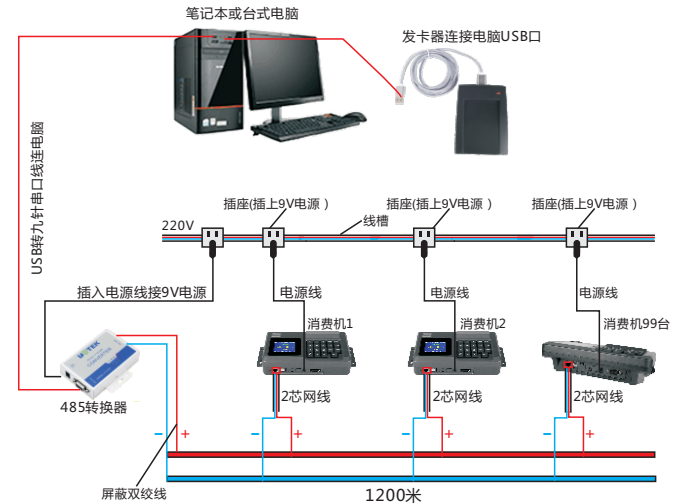 笔记本或台式电脑
发卡器连接电脑USB口
USB转九针串口线连电脑
插座(插上9V电源)
插座(插上9V电源)
插座(插上9V电源)
220V
线槽
插入电源线接9V电源
电源线
电源线
电源线
消费机1
消费机2
消费机99台
UOTEK
CONVERTER
485转换器
2芯网线
2芯网线
2芯网线
− +
− +
− +
− +
屏蔽双绞线
1200米